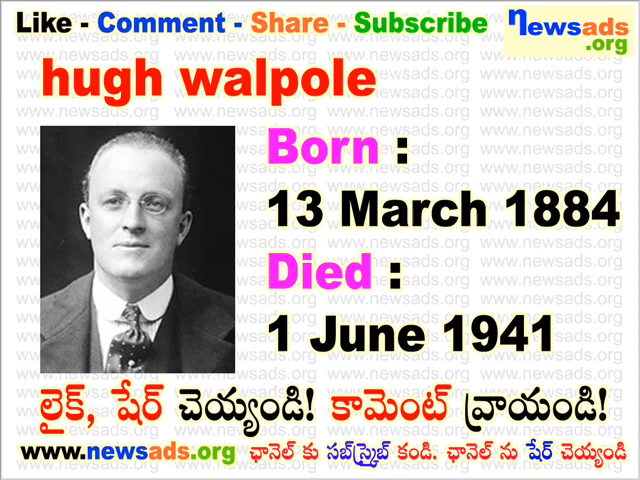 Like - Comment - Share - Subscribe
newsads
.org
hugh walpole
Born :
13 March 1884
Died :
1 June 1941
లైక్, షేర్ చెయ్యండి! కామెంట్ వ్రాయండి!
www.newsads.org ఛానెల్ కు సబ్‌స్క్రైబ్ కండి. ఛానెల్ ను షేర్ చెయ్యండి